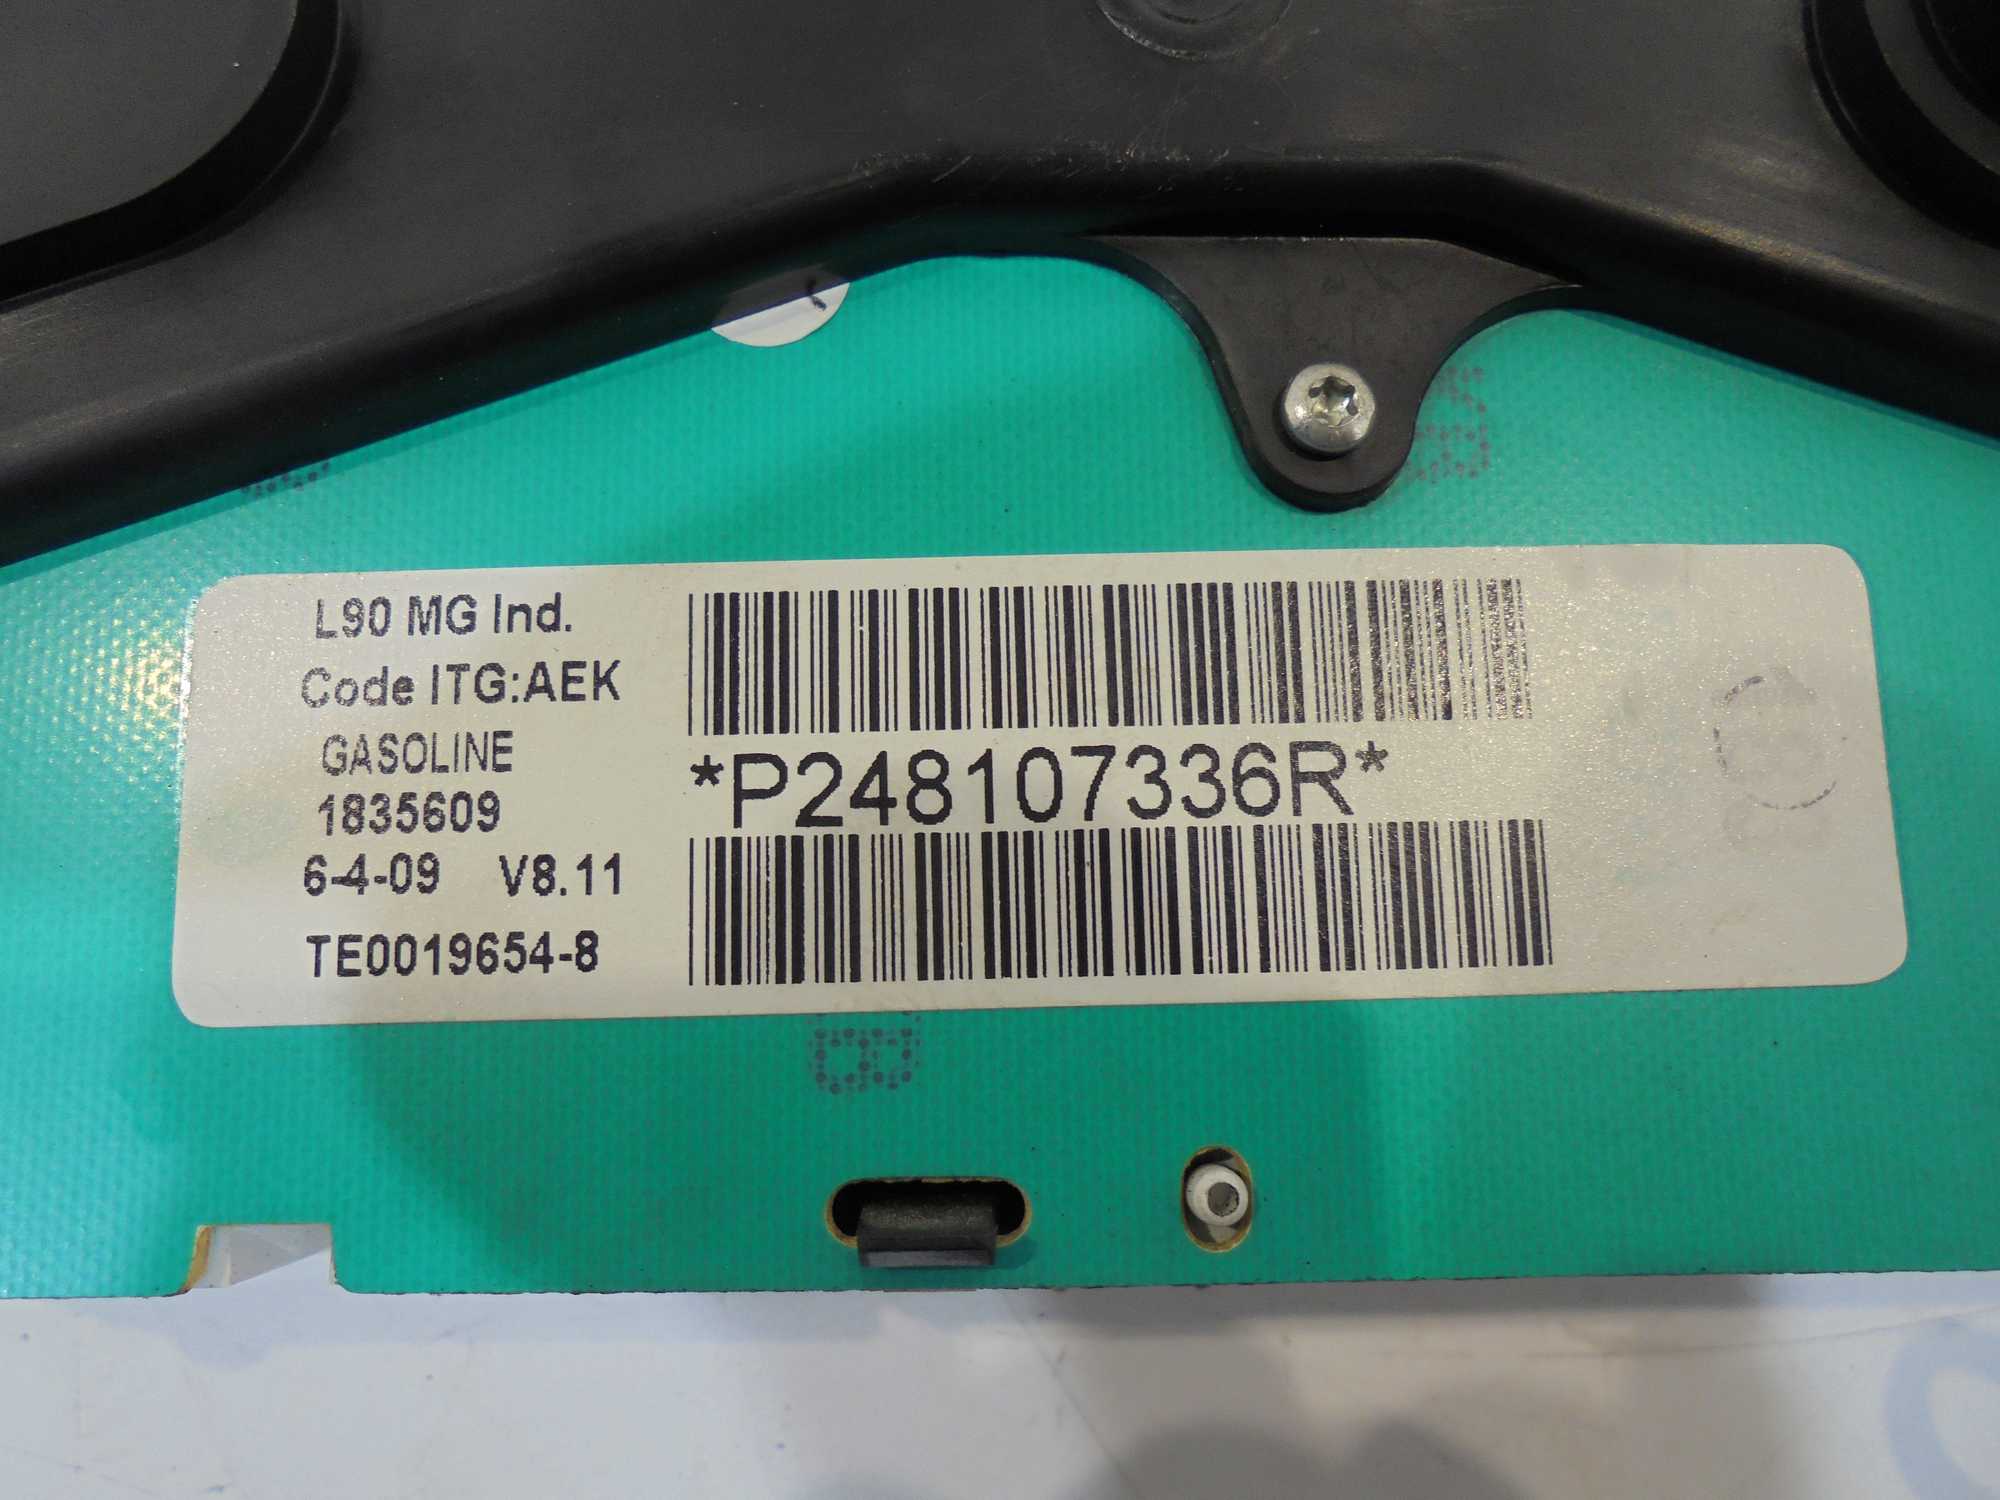 L90 MG Ind.
Code ITG:AEK
GASOLINE
1835609
6-4-09 V8.11
TE0019654-8
*P248107336R*